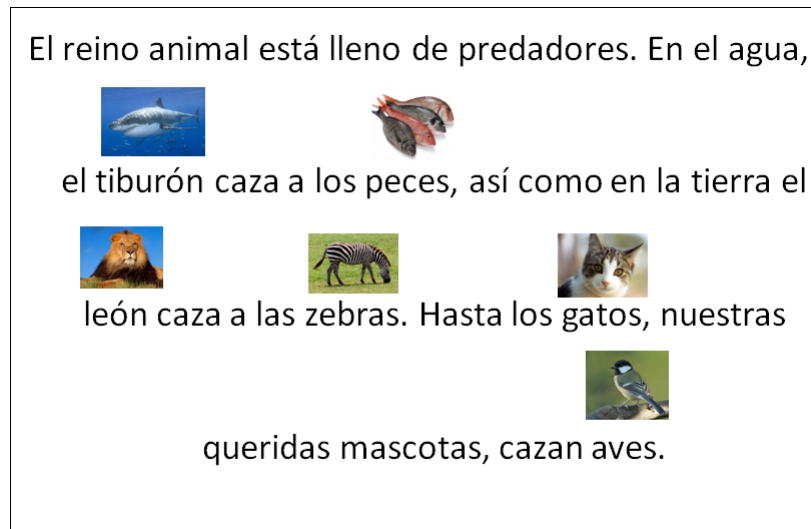 El reino animal está lleno de predadores. En el agua,
el tiburón caza a los peces, así como en la tierra el
león caza a las zebras. Hasta los gatos, nuestras
queridas mascotas, cazan aves.